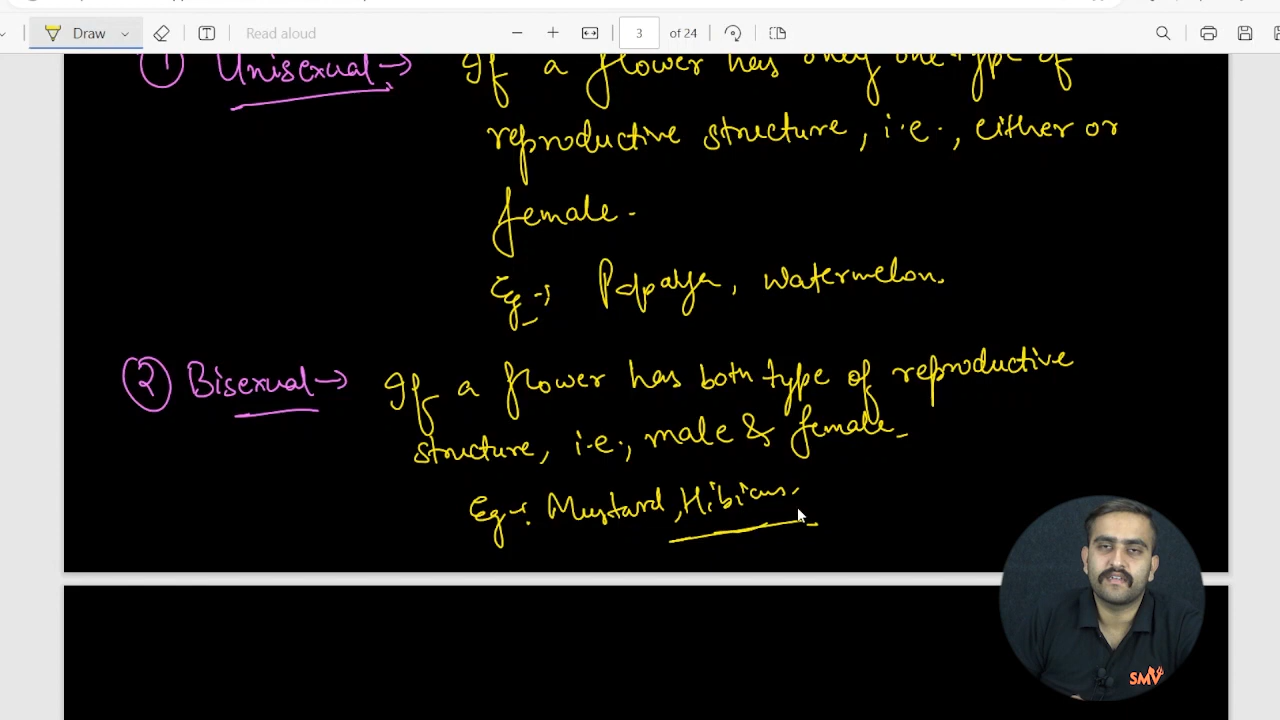 Draw
Read aloud
3 of 24
① Unisexual → If a flower has only one type of
reproductive structure, i.e., either or
female.
Eg -: Papaya, watermelon.
② Bisexual → If a flower has both type of reproductive
structure, i.e., male & female
Eg -: Mustard, Hibicus.
SMV